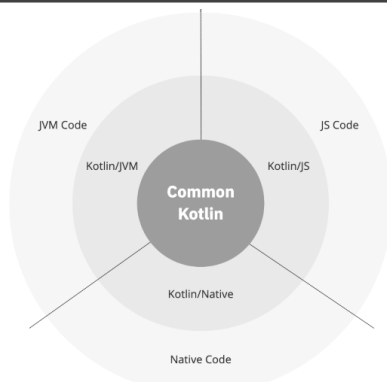 JVM Code
JS Code
Kotlin/JVM
Kotlin/JS
Common
Kotlin
Kotlin/Native
Native Code